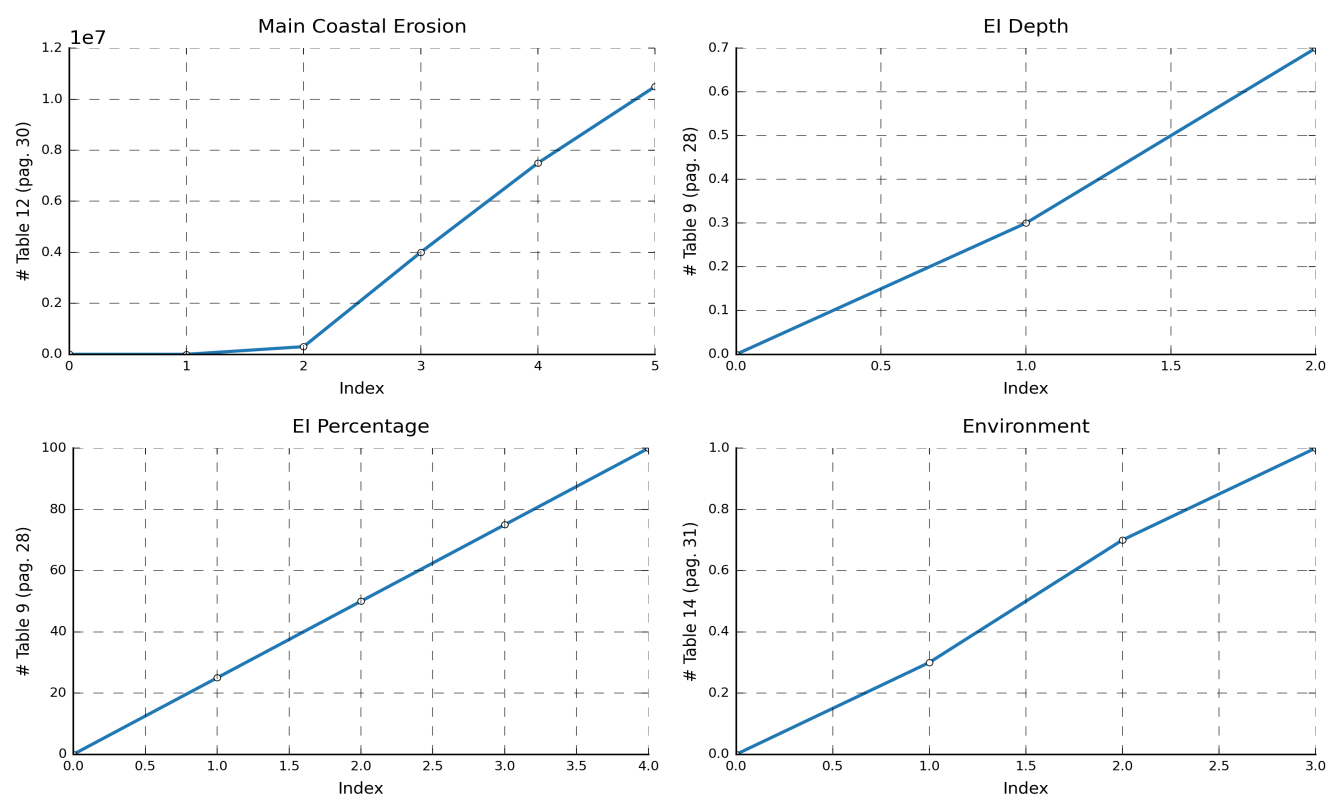 Main Coastal Erosion
1e7
1.2
1.0
0.8
0.6
0.4
0.2
0.0
# Table 12 (pag. 30)
0 1 2 3 4 5
Index
EI Depth
0.7
0.6
0.5
0.4
0.3
0.2
0.1
0.0
# Table 9 (pag. 28)
0.0 0.5 1.0 1.5 2.0
Index
EI Percentage
100
80
60
40
20
0
# Table 9 (pag. 28)
0.0 0.5 1.0 1.5 2.0 2.5 3.0 3.5 4.0
Index
Environment
1.0
0.8
0.6
0.4
0.2
0.0
# Table 14 (pag. 31)
0.0 0.5 1.0 1.5 2.0 2.5 3.0
Index